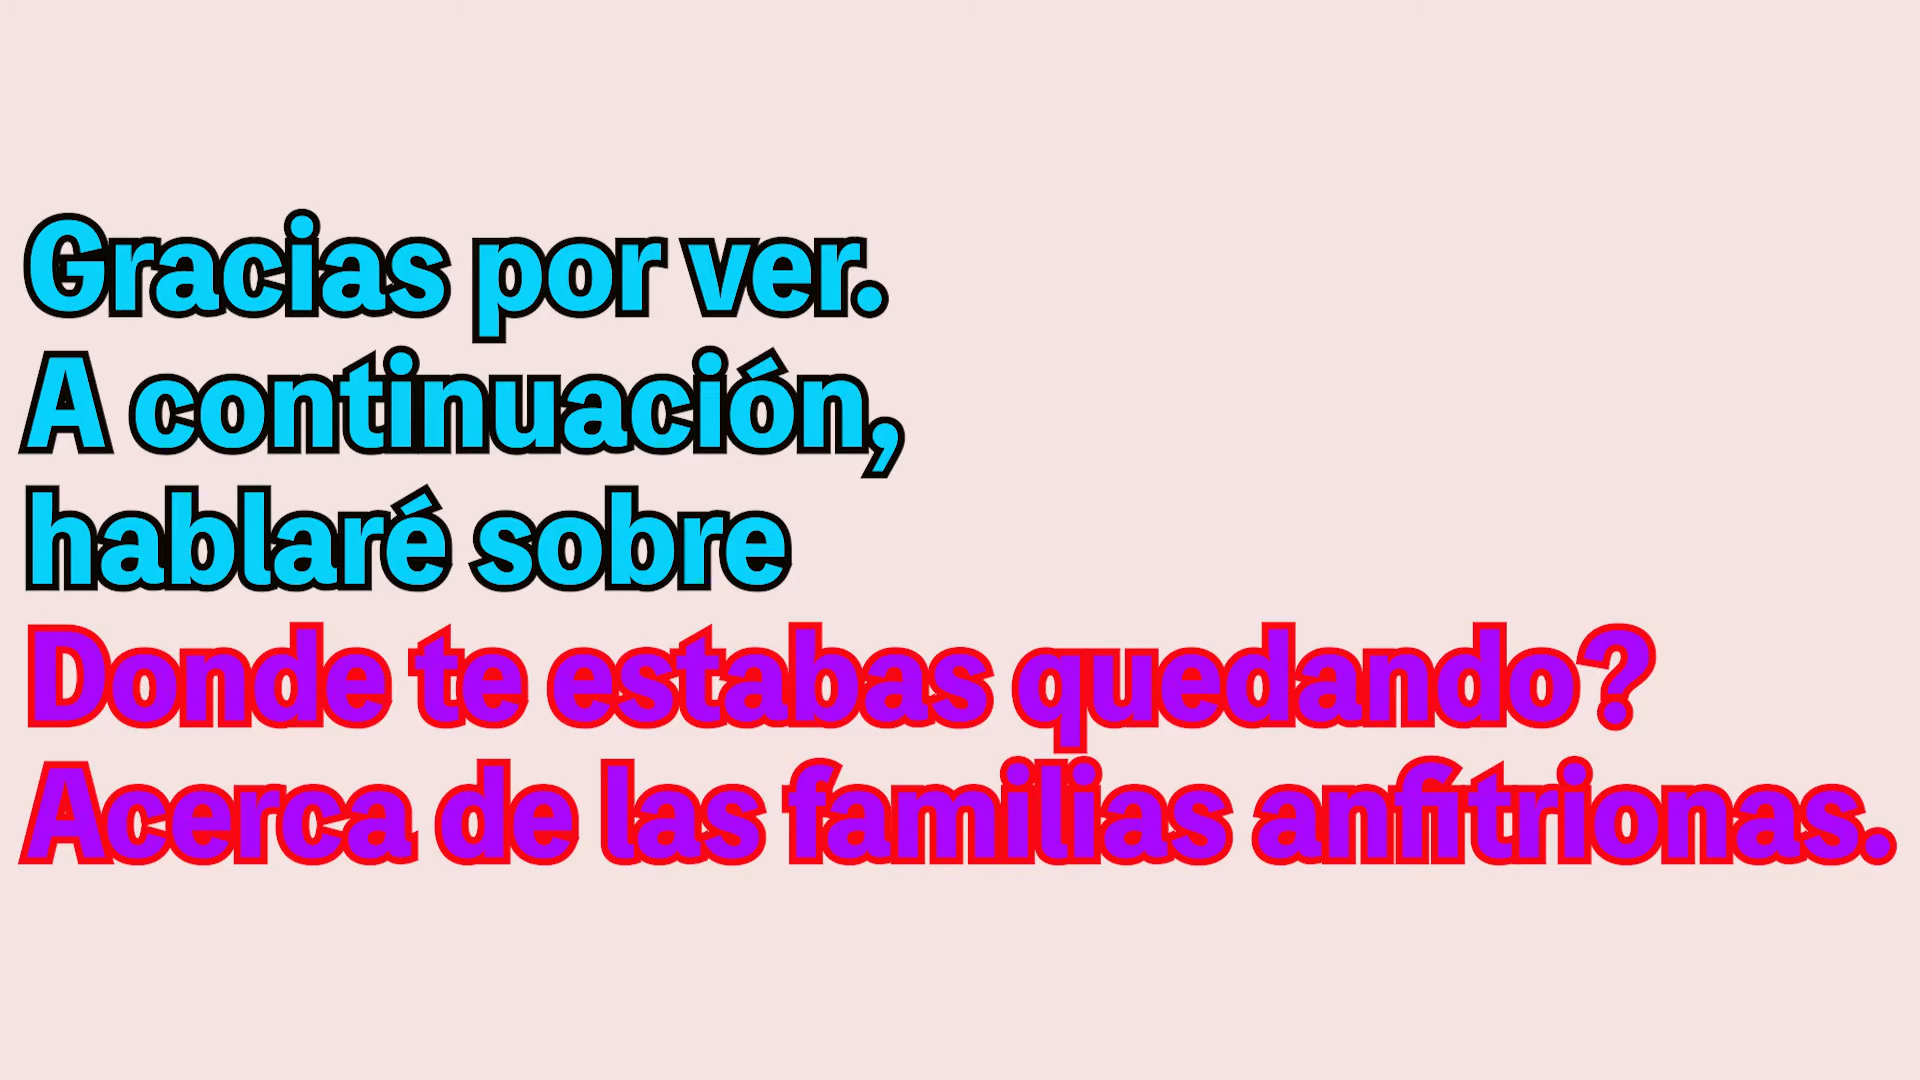 Gracias por ver.
A continuación,
hablaré sobre
Donde te estabas quedando?
Acerca de las familias anfitrionas.